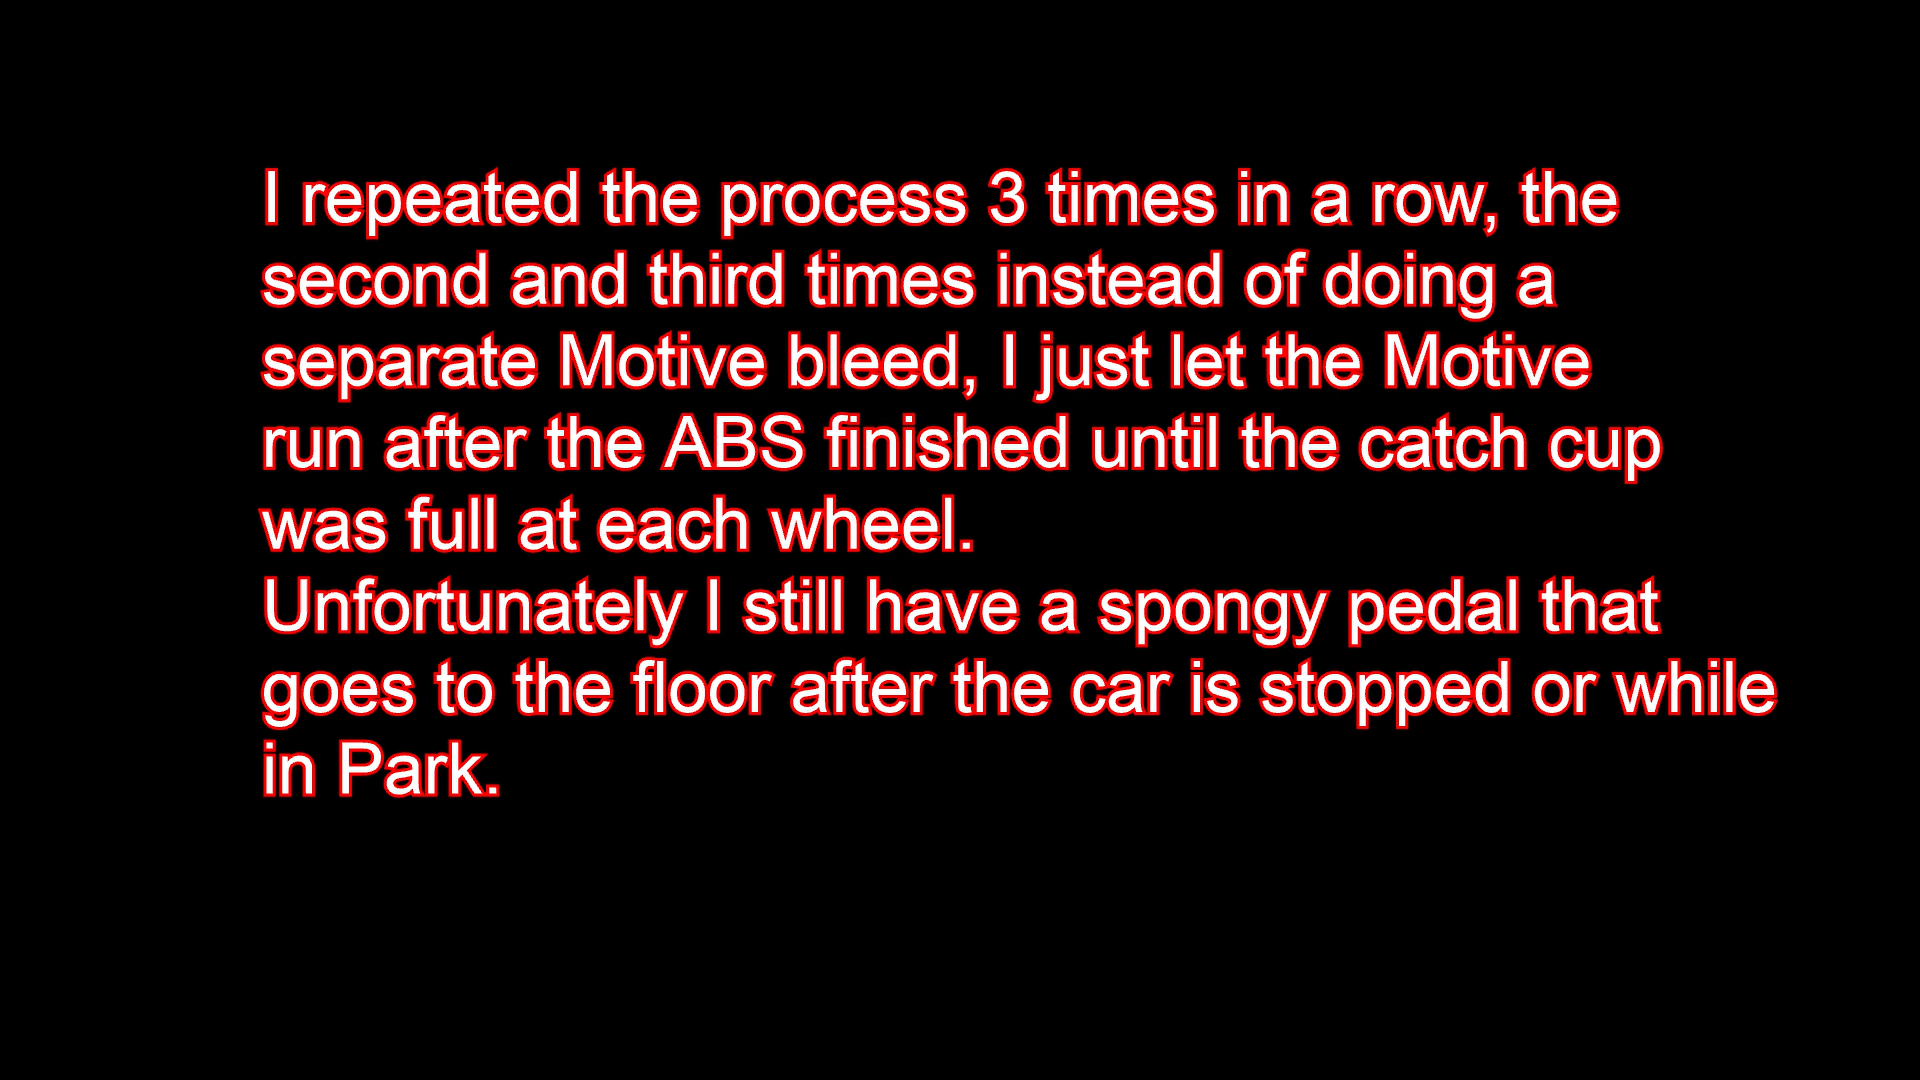 I repeated the process 3 times in a row, the
second and third times instead of doing a
separate Motive bleed, I just let the Motive
run after the ABS finished until the catch cup
was full at each wheel.
Unfortunately I still have a spongy pedal that
goes to the floor after the car is stopped or while
in Park.